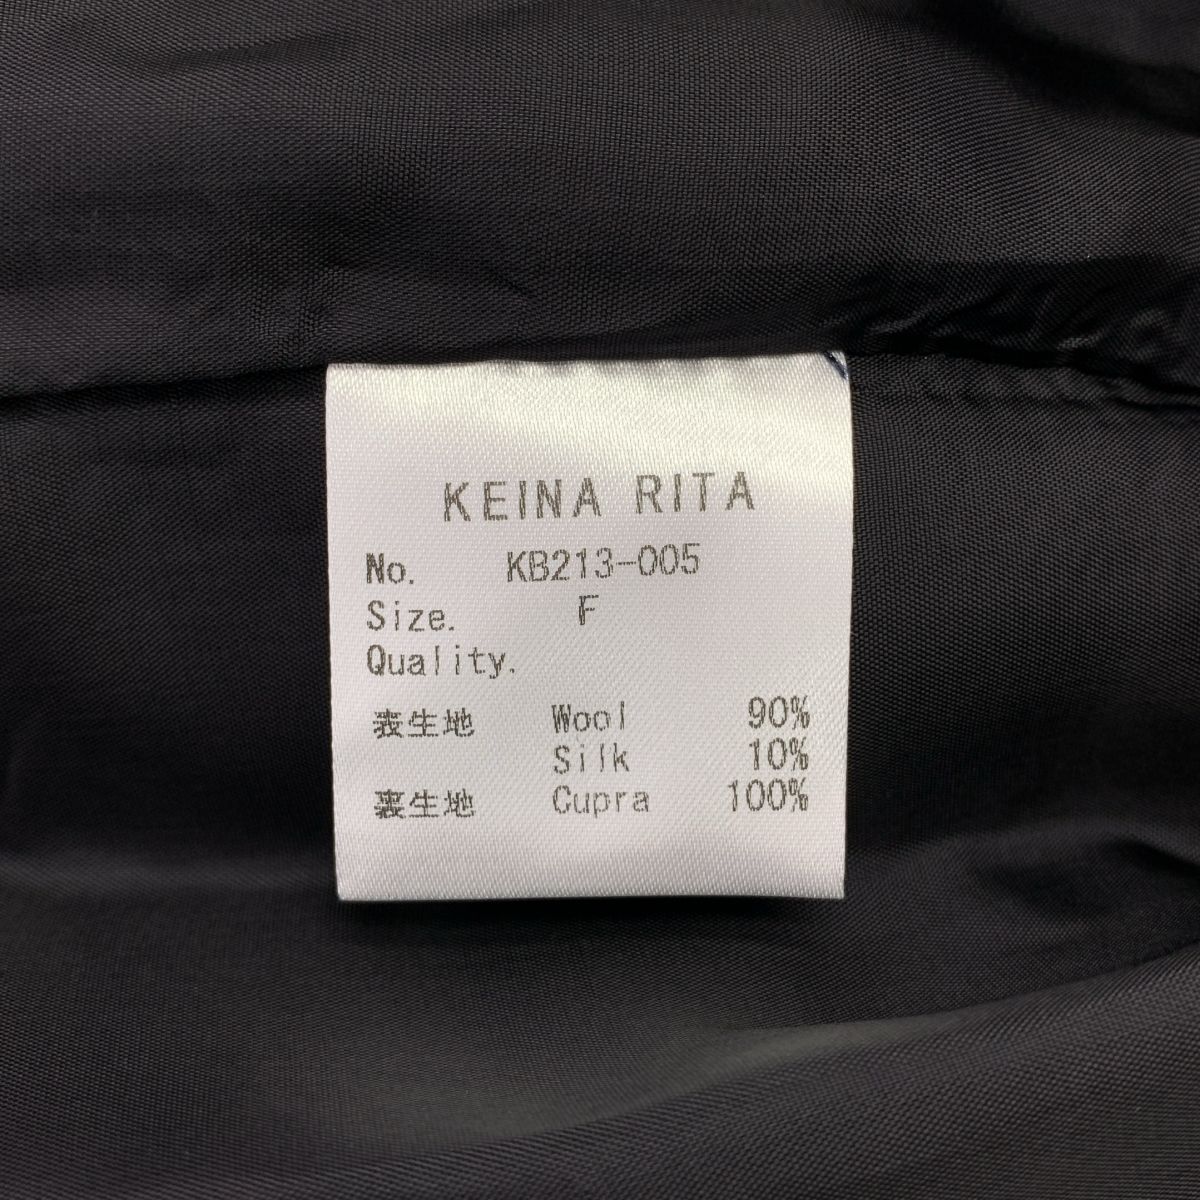 KEINA RITA
No. KB213-005
Size. F
Quality.
表生地 Wool 90%
Silk 10%
裏生地 Cupra 100%